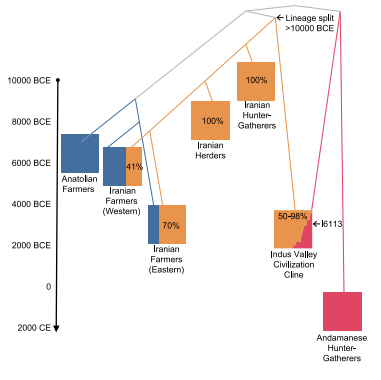 Lineage split
>10000 BCE
10000 BCE
8000 BCE
6000 BCE
4000 BCE
2000 BCE
0
2000 CE
100%
Iranian
Hunter-
Gatherers
100%
Iranian
Herders
Anatolian
Farmers
41%
Iranian
Farmers
(Western)
70%
Iranian
Farmers
(Eastern)
50-98%
I6113
Indus Valley
Civilization
Cline
Andamanese
Hunter-
Gatherers